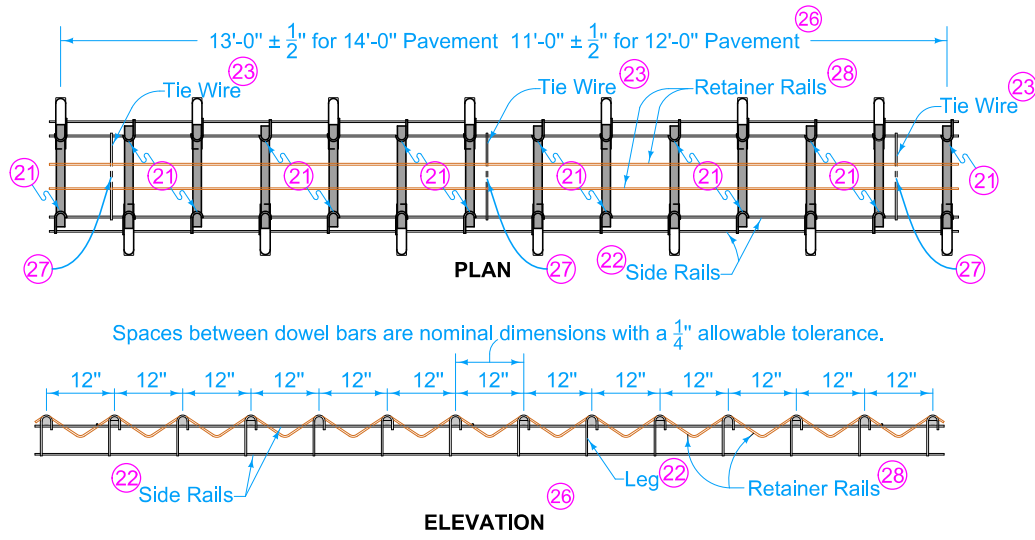 26
13'-0" ± 1/2" for 14'-0" Pavement 11'-0" ± 1/2" for 12'-0" Pavement
23 23 28 23
Tie Wire Tie Wire Retainer Rails Tie Wire
21 21 21 21 21 21 21 21
27 27 22 Side Rails 27
PLAN
Spaces between dowel bars are nominal dimensions with a 1/4" allowable tolerance.
12" 12" 12" 12" 12" 12" 12" 12" 12" 12" 12" 12" 12"
22 Side Rails Leg 22 Retainer Rails 28
26
ELEVATION